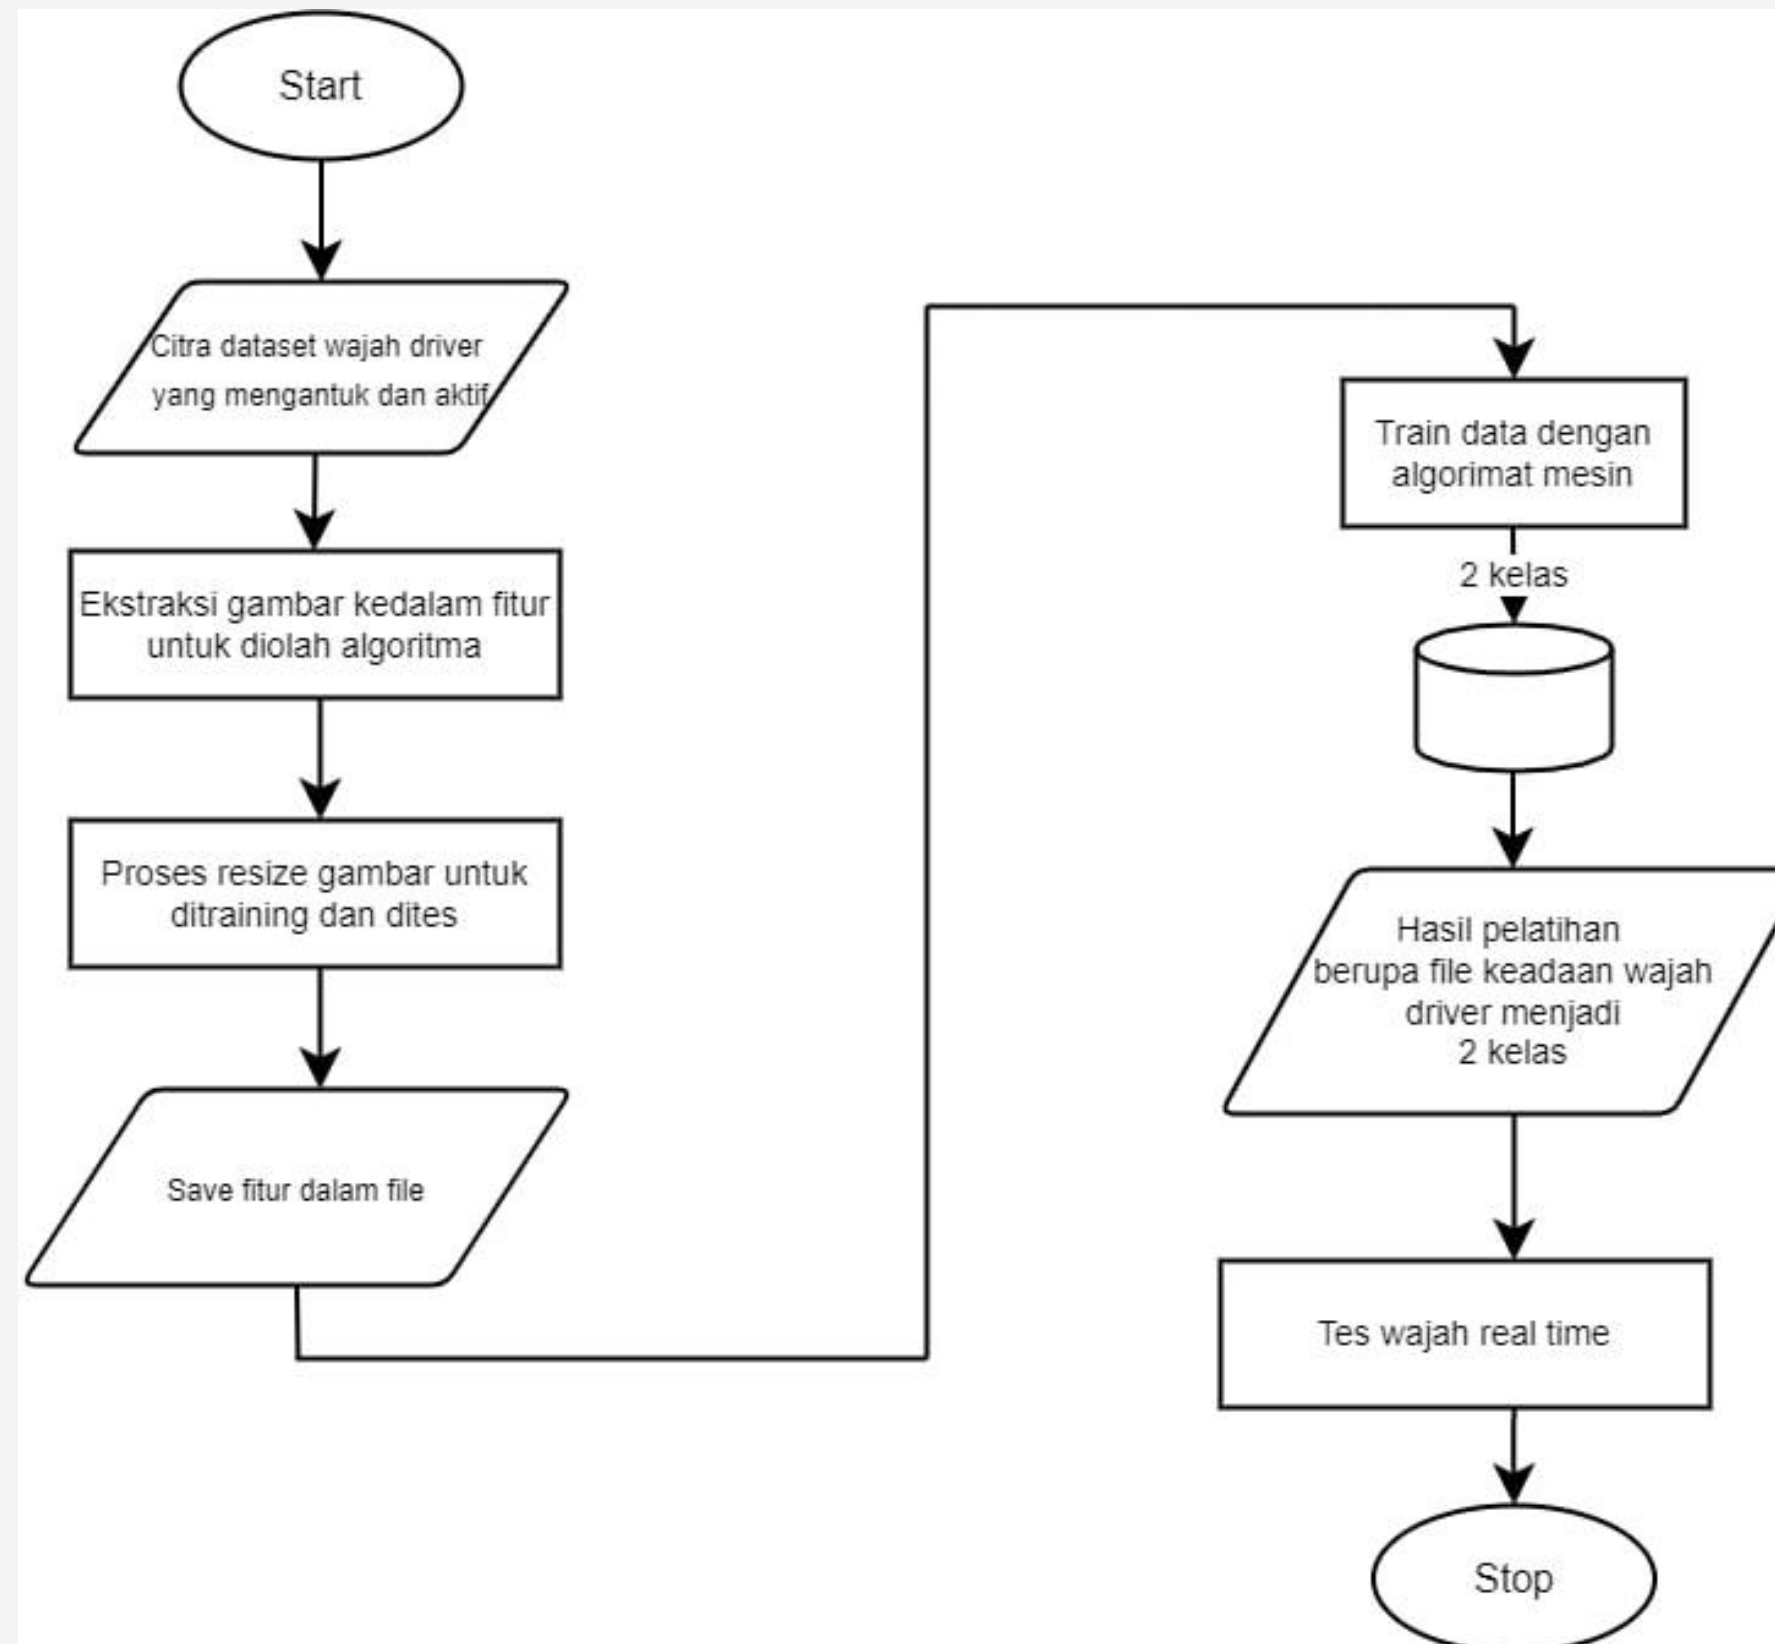 Start
Citra dataset wajah driver
yang mengantuk dan aktif
Ekstraksi gambar kedalam fitur
untuk diolah algoritma
Proses resize gambar untuk
ditraining dan dites
Save fitur dalam file
Train data dengan
algorimat mesin
2 kelas
Hasil pelatihan
berupa file keadaan wajah
driver menjadi
2 kelas
Tes wajah real time
Stop